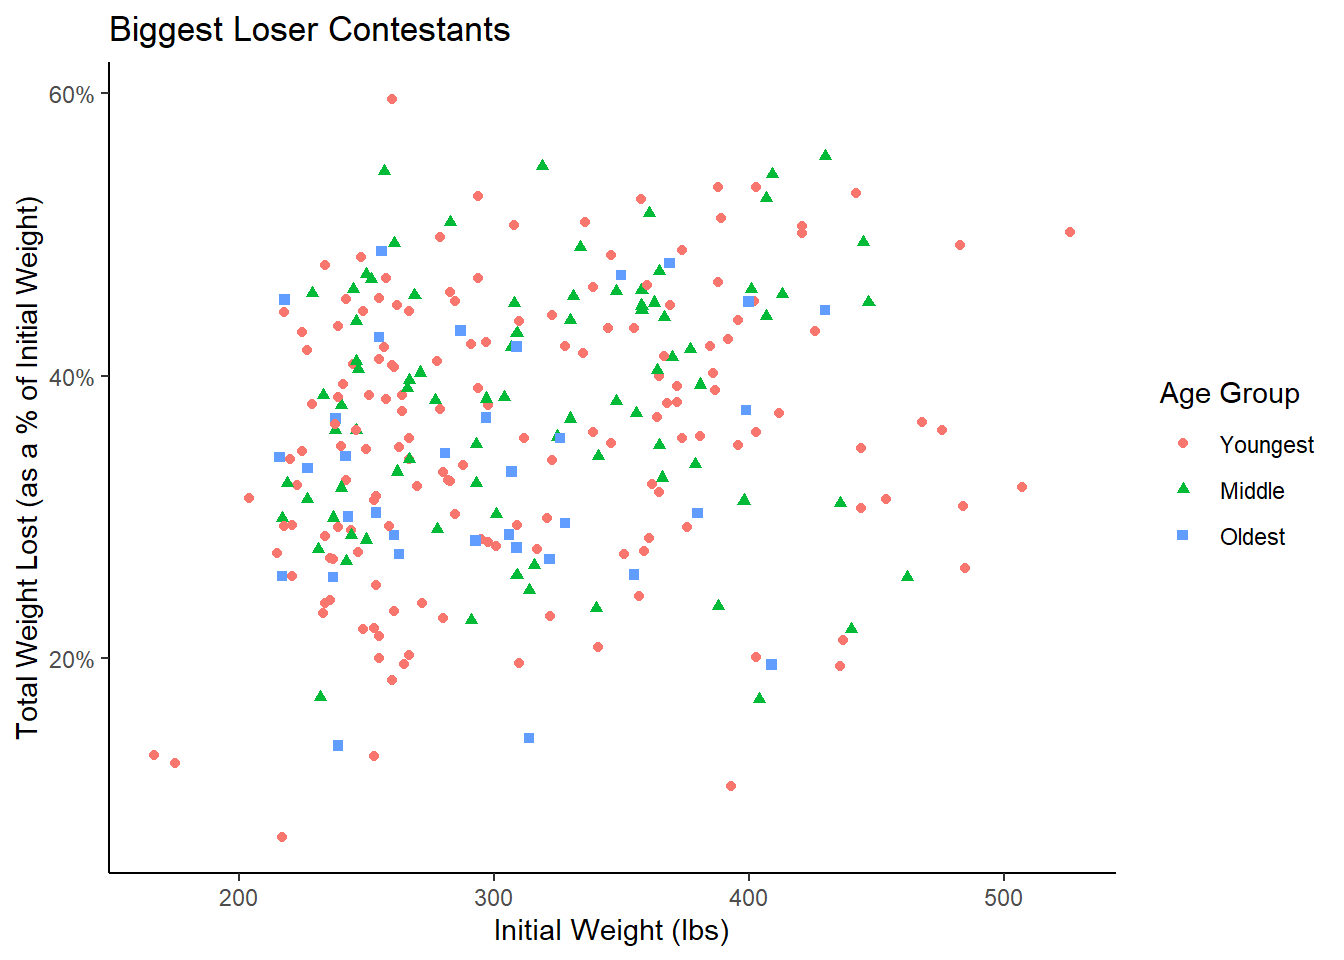 Biggest Loser Contestants
60%
40%
20%
Total Weight Lost (as a % of Initial Weight)
200 300 400 500
Initial Weight (lbs)
Age Group
Youngest
Middle
Oldest